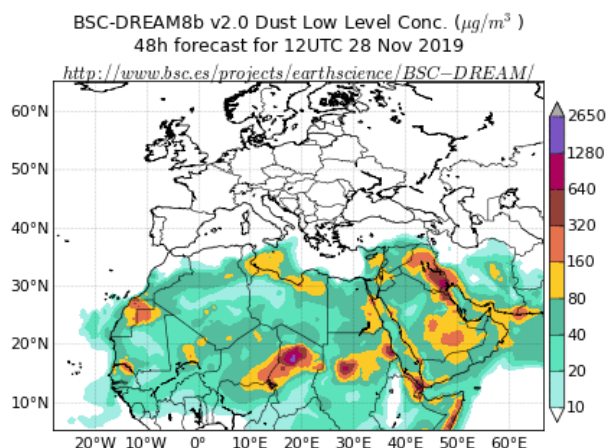 BSC-DREAM8b v2.0 Dust Low Level Conc. (μg/m³ )
48h forecast for 12UTC 28 Nov 2019
http://www.bsc.es/projects/earthscience/BSC−DREAM/
60°N
50°N
40°N
30°N
20°N
10°N
20°W
10°W
0°
10°E
20°E
30°E
40°E
50°E
60°E
2650
1280
640
320
160
80
40
20
10